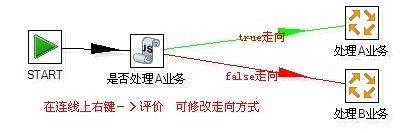 true走向
处理A业务
JS
START
是否处理A业务
false走向
在连线上右键－＞评价 可修改走向方式
处理B业务